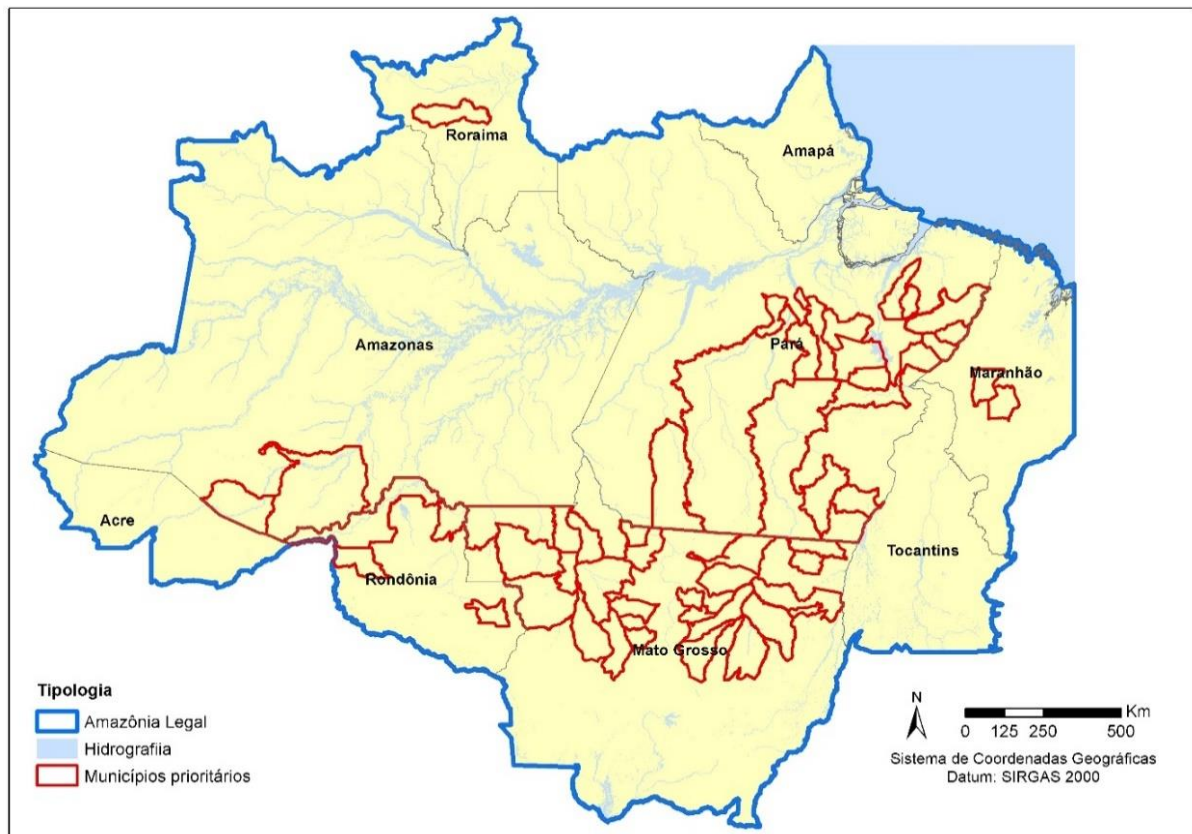 Roraima
Amapá
Amazonas
Pará
Maranhão
Acre
Rondônia
Tocantins
Mato Grosso
Tipologia
Amazônia Legal
Hidrografiia
Municípios prioritários
N
Km
0 125 250 500
Sistema de Coordenadas Geográficas
Datum: SIRGAS 2000